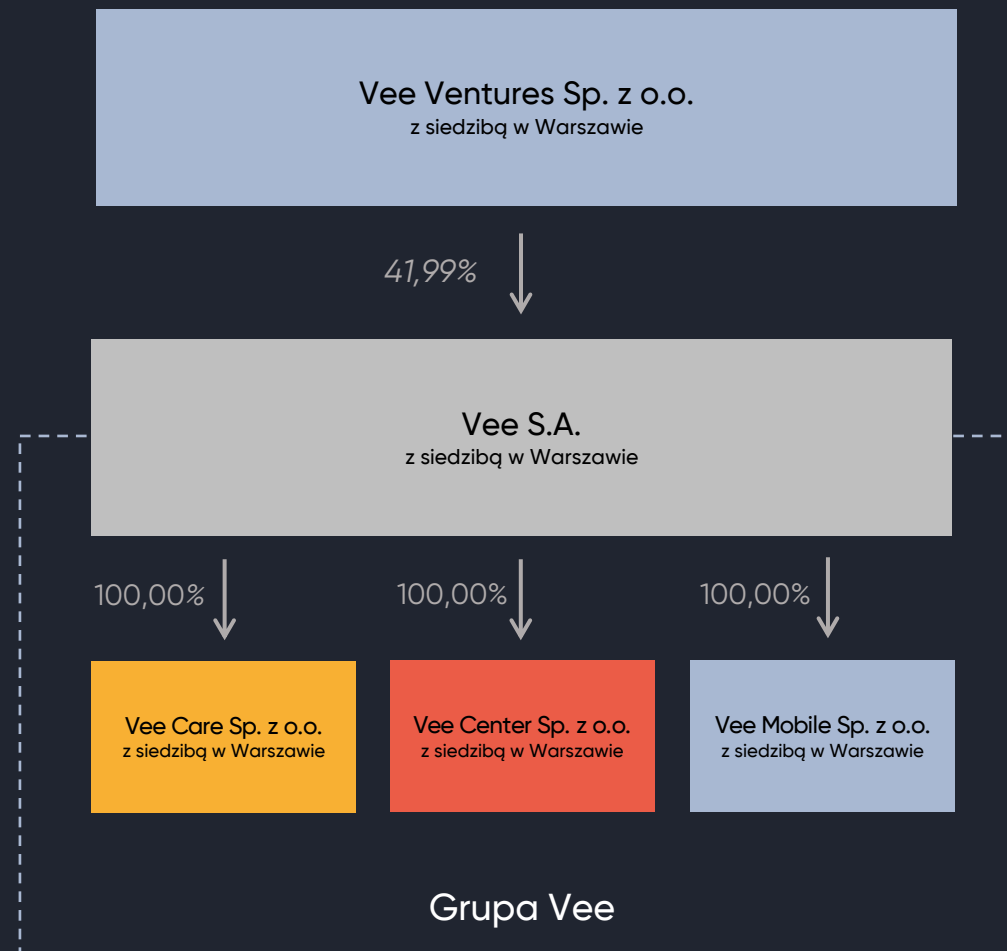 Vee Ventures Sp. z o.o.
z siedzibą w Warszawie
41,99%
Vee S.A.
z siedzibą w Warszawie
100,00%
100,00%
100,00%
Vee Care Sp. z o.o.
z siedzibą w Warszawie
Vee Center Sp. z o.o.
z siedzibą w Warszawie
Vee Mobile Sp. z o.o.
z siedzibą w Warszawie
Grupa Vee